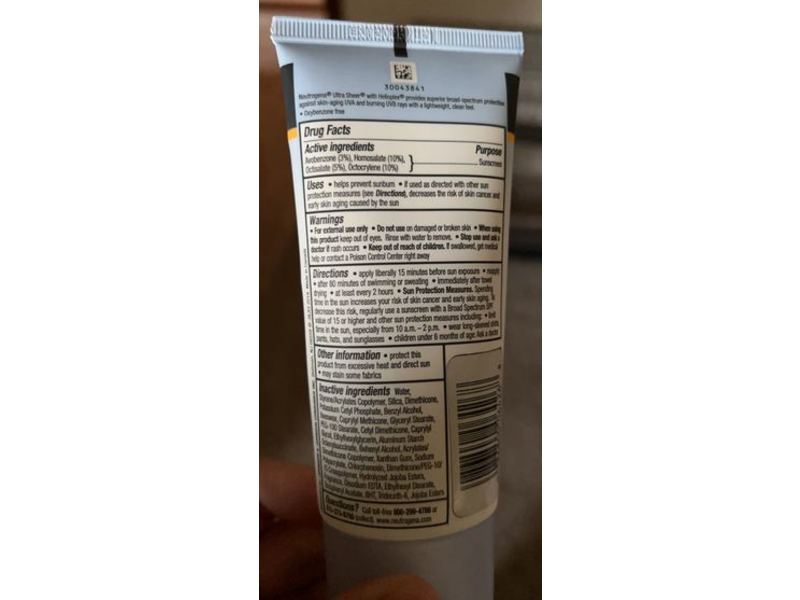 30043841
Neutrogena® Ultra Sheer® with Helioplex® provides superior broad-spectrum protection
against skin-aging UVA and burning UVB rays with a lightweight, clean feel.
• Oxybenzone free
Drug Facts
Active ingredients Purpose
Avobenzone (3%), Homosalate (10%),
Octisalate (5%), Octocrylene (10%) Sunscreen
Uses • helps prevent sunburn • if used as directed with other sun
protection measures (see Directions), decreases the risk of skin cancer and
early skin aging caused by the sun
Warnings
• For external use only • Do not use on damaged or broken skin • When using
this product keep out of eyes. Rinse with water to remove. • Stop use and ask a
doctor if rash occurs • Keep out of reach of children. If swallowed, get medical
help or contact a Poison Control Center right away
Directions • apply liberally 15 minutes before sun exposure • reapply:
• after 80 minutes of swimming or sweating • immediately after towel
drying • at least every 2 hours • Sun Protection Measures. Spending
time in the sun increases your risk of skin cancer and early skin aging. To
decrease this risk, regularly use a sunscreen with a Broad Spectrum SPF
value of 15 or higher and other sun protection measures including: • limit
time in the sun, especially from 10 a.m. – 2 p.m. • wear long-sleeved shirts,
pants, hats, and sunglasses • children under 6 months of age: Ask a doctor
Other information • protect this
product from excessive heat and direct sun
• may stain some fabrics
Inactive ingredients Water,
Styrene/Acrylates Copolymer, Silica, Dimethicone,
Potassium Cetyl Phosphate, Benzyl Alcohol,
Beeswax, Caprylyl Methicone, Glyceryl Stearate,
PEG-100 Stearate, Cetyl Dimethicone, Caprylyl
Glycol, Ethylhexylglycerin, Aluminum Starch
Octenylsuccinate, Behenyl Alcohol, Acrylates/
Dimethicone Copolymer, Xanthan Gum, Sodium
Polyacrylate, Chlorphenesin, Dimethicone/PEG-10/
15 Crosspolymer, Hydrolyzed Jojoba Esters,
Fragrance, Disodium EDTA, Ethylhexyl Stearate,
Acetate, BHT, Trideceth-6, Jojoba Esters
Questions? Call toll-free 800-299-4786 or
(collect). www.neutrogena.com